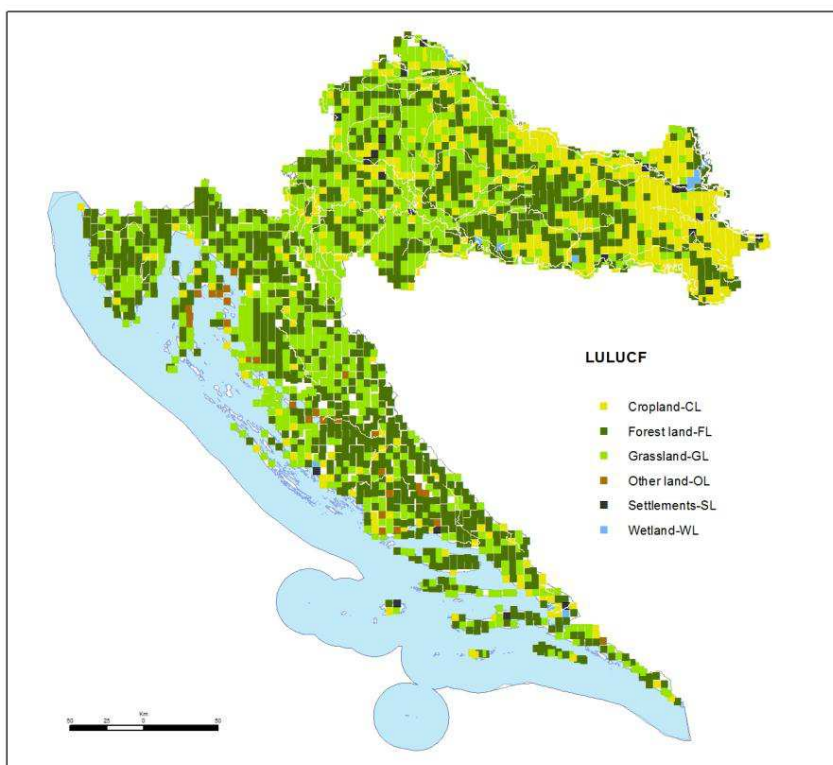 LULUCF
Cropland-CL
Forest land-FL
Grassland-GL
Other land-OL
Settlements-SL
Wetland-WL
Km
50 25 0 50